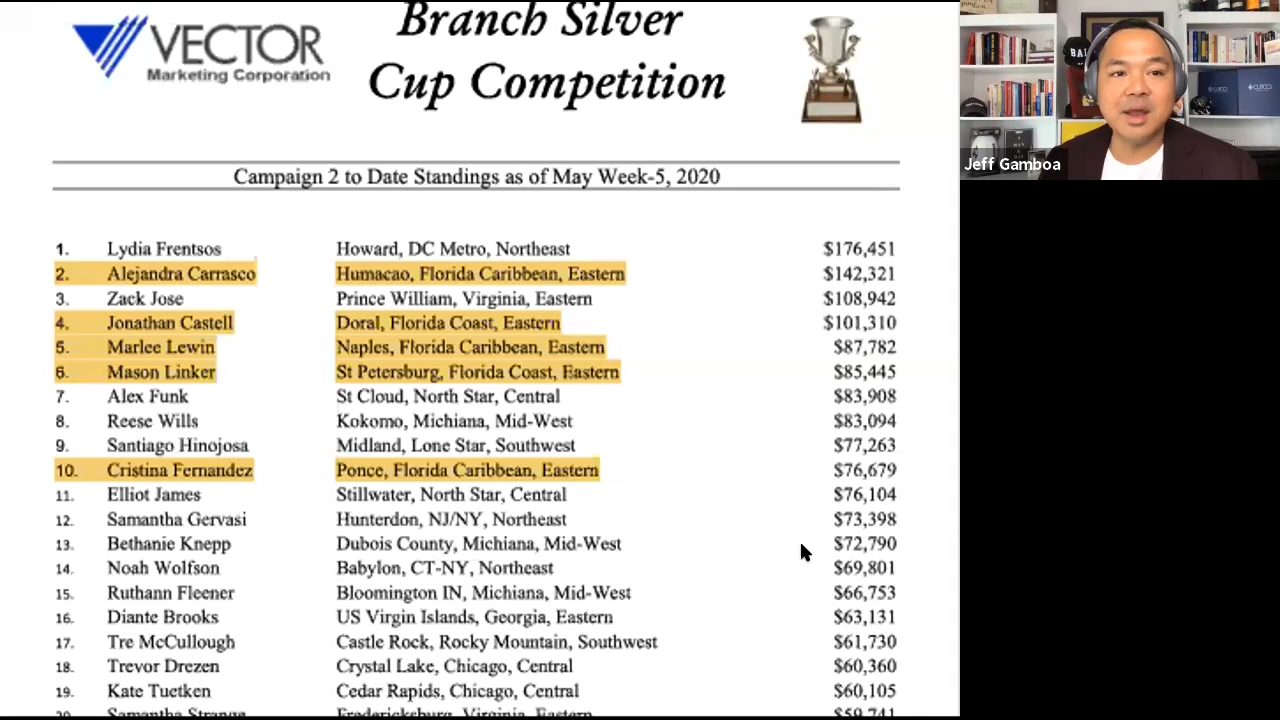 VECTOR
Marketing Corporation
Branch Silver
Cup Competition
Jeff Gamboa
Campaign 2 to Date Standings as of May Week-5, 2020
1. Lydia Frentsos Howard, DC Metro, Northeast $176,451
2. Alejandra Carrasco Humacao, Florida Caribbean, Eastern $142,321
3. Zack Jose Prince William, Virginia, Eastern $108,942
4. Jonathan Castell Doral, Florida Coast, Eastern $101,310
5. Marlee Lewin Naples, Florida Caribbean, Eastern $87,782
6. Mason Linker St Petersburg, Florida Coast, Eastern $85,445
7. Alex Funk St Cloud, North Star, Central $83,908
8. Reese Wills Kokomo, Michiana, Mid-West $83,094
9. Santiago Hinojosa Midland, Lone Star, Southwest $77,263
10. Cristina Fernandez Ponce, Florida Caribbean, Eastern $76,679
11. Elliot James Stillwater, North Star, Central $76,104
12. Samantha Gervasi Hunterdon, NJ/NY, Northeast $73,398
13. Bethanie Knepp Dubois County, Michiana, Mid-West $72,790
14. Noah Wolfson Babylon, CT-NY, Northeast $69,801
15. Ruthann Fleener Bloomington IN, Michiana, Mid-West $66,753
16. Diante Brooks US Virgin Islands, Georgia, Eastern $63,131
17. Tre McCullough Castle Rock, Rocky Mountain, Southwest $61,730
18. Trevor Drezen Crystal Lake, Chicago, Central $60,360
19. Kate Tuetken Cedar Rapids, Chicago, Central $60,105
20. Samantha Strange Fredericksburg, Virginia, Eastern $59,741